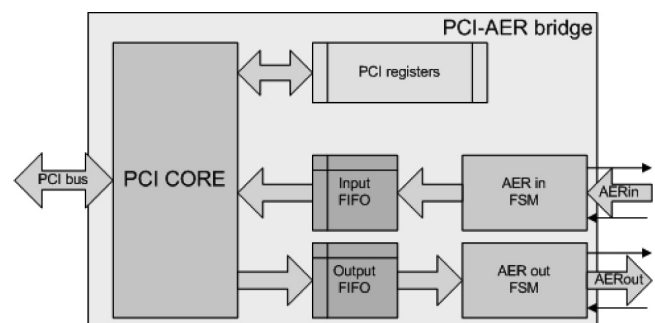 PCI-AER bridge
PCI registers
PCI bus
PCI CORE
Input
FIFO
AER in
FSM
AERin
Output
FIFO
AER out
FSM
AERout